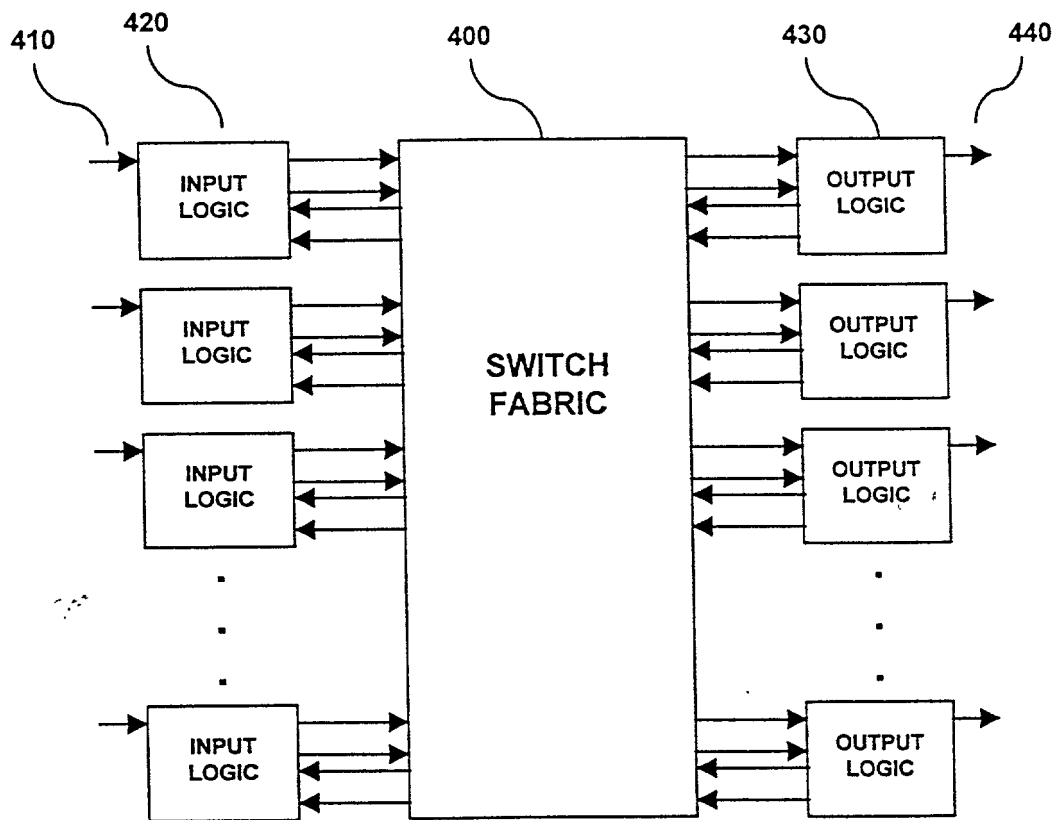 410
420
400
430
440
INPUT
LOGIC
OUTPUT
LOGIC
INPUT
LOGIC
SWITCH
FABRIC
OUTPUT
LOGIC
INPUT
LOGIC
OUTPUT
LOGIC
INPUT
LOGIC
OUTPUT
LOGIC